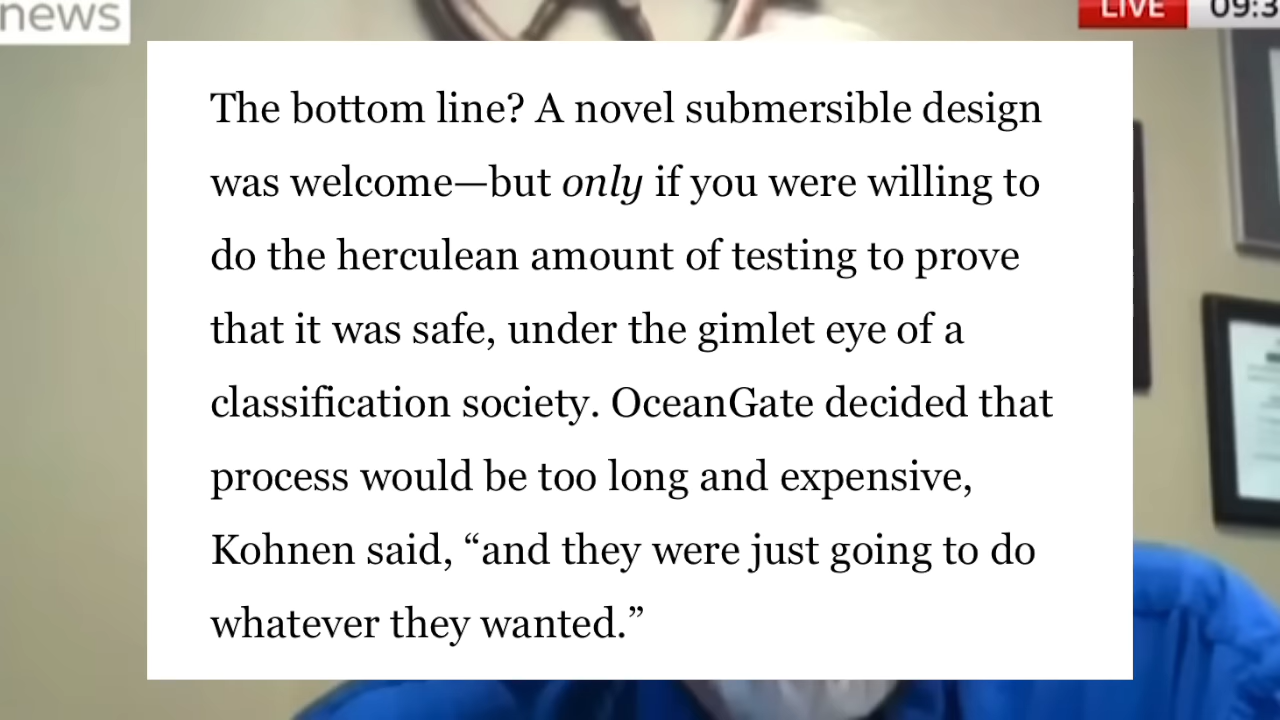 news
LIVE
09:3
The bottom line? A novel submersible design
was welcome—but only if you were willing to
do the herculean amount of testing to prove
that it was safe, under the gimlet eye of a
classification society. OceanGate decided that
process would be too long and expensive,
Kohnen said, “and they were just going to do
whatever they wanted.”